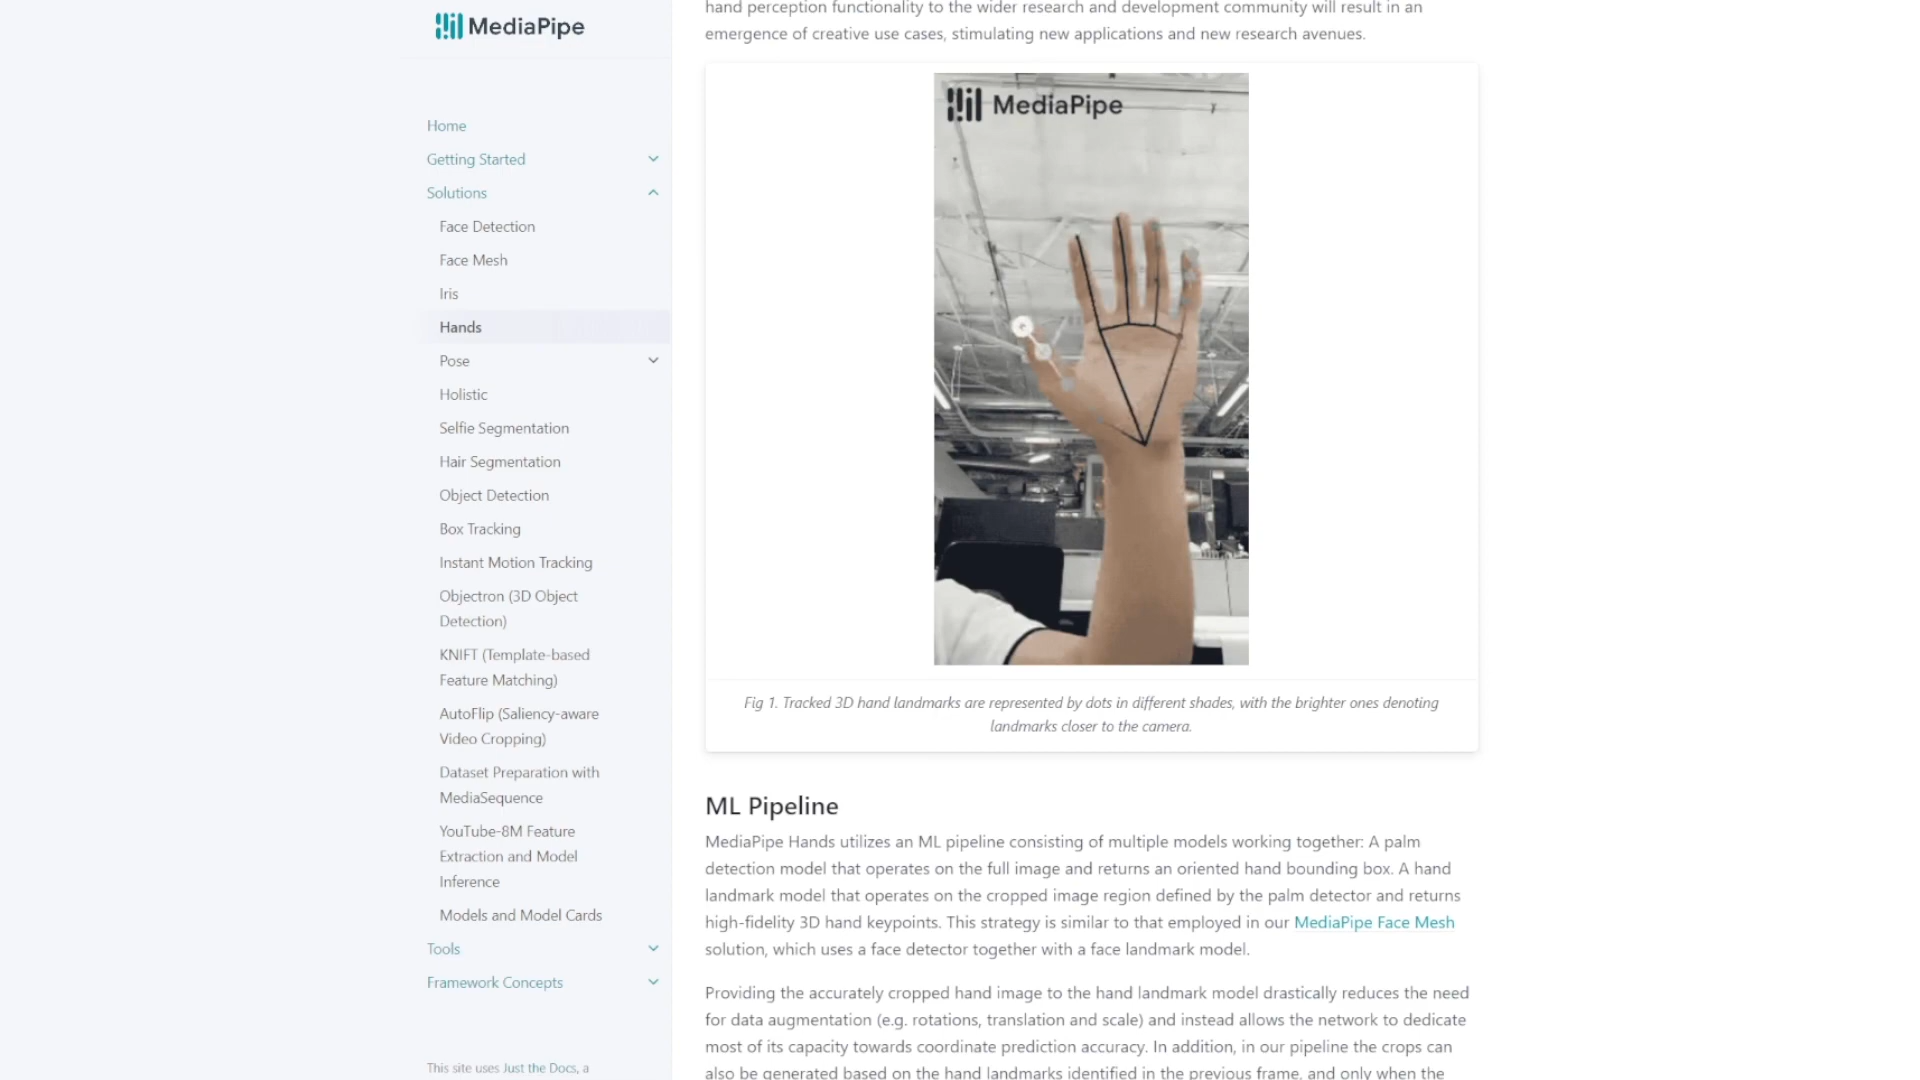 MediaPipe
Home
Getting Started
Solutions
Face Detection
Face Mesh
Iris
Hands
Pose
Holistic
Selfie Segmentation
Hair Segmentation
Object Detection
Box Tracking
Instant Motion Tracking
Objectron (3D Object
Detection)
KNIFT (Template-based
Feature Matching)
AutoFlip (Saliency-aware
Video Cropping)
Dataset Preparation with
MediaSequence
YouTube-8M Feature
Extraction and Model
Inference
Models and Model Cards
Tools
Framework Concepts
This site uses Just the Docs, a
hand perception functionality to the wider research and development community will result in an
emergence of creative use cases, stimulating new applications and new research avenues.
MediaPipe
Fig 1. Tracked 3D hand landmarks are represented by dots in different shades, with the brighter ones denoting
landmarks closer to the camera.
ML Pipeline
MediaPipe Hands utilizes an ML pipeline consisting of multiple models working together: A palm
detection model that operates on the full image and returns an oriented hand bounding box. A hand
landmark model that operates on the cropped image region defined by the palm detector and returns
high-fidelity 3D hand keypoints. This strategy is similar to that employed in our MediaPipe Face Mesh
solution, which uses a face detector together with a face landmark model.
Providing the accurately cropped hand image to the hand landmark model drastically reduces the need
for data augmentation (e.g. rotations, translation and scale) and instead allows the network to dedicate
most of its capacity towards coordinate prediction accuracy. In addition, in our pipeline the crops can
also be generated based on the hand landmarks identified in the previous frame, and only when the